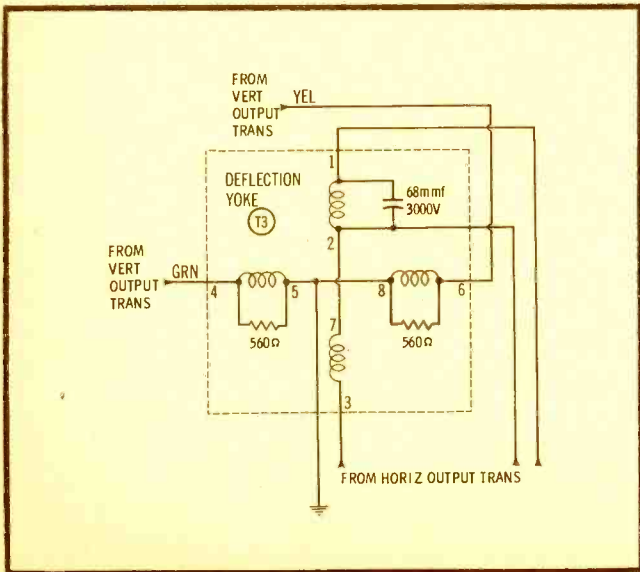 FROM
VERT
OUTPUT
TRANS
YEL
1
DEFLECTION
YOKE
T3
68mmf
3000V
2
FROM
VERT
OUTPUT
TRANS
GRN
4
5
8
6
560Ω
7
560Ω
3
FROM HORIZ OUTPUT TRANS